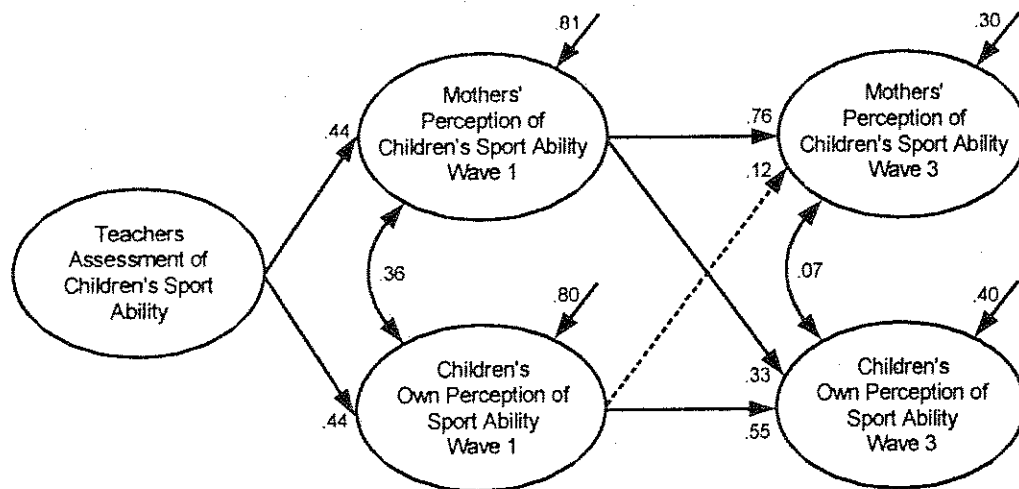 .81
.30
Mothers'
Perception of
Children's Sport Ability
Wave 1
Mothers'
Perception of
Children's Sport Ability
Wave 3
.44
.76
.12
Teachers
Assessment of
Children's Sport
Ability
.36
.07
.80
.40
Children's
Own Perception of
Sport Ability
Wave 1
Children's
Own Perception of
Sport Ability
Wave 3
.44
.33
.55